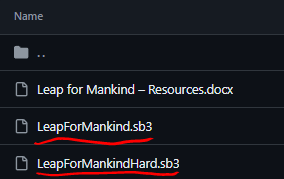 Name
..
Leap for Mankind – Resources.docx
LeapForMankind.sb3
LeapForMankindHard.sb3